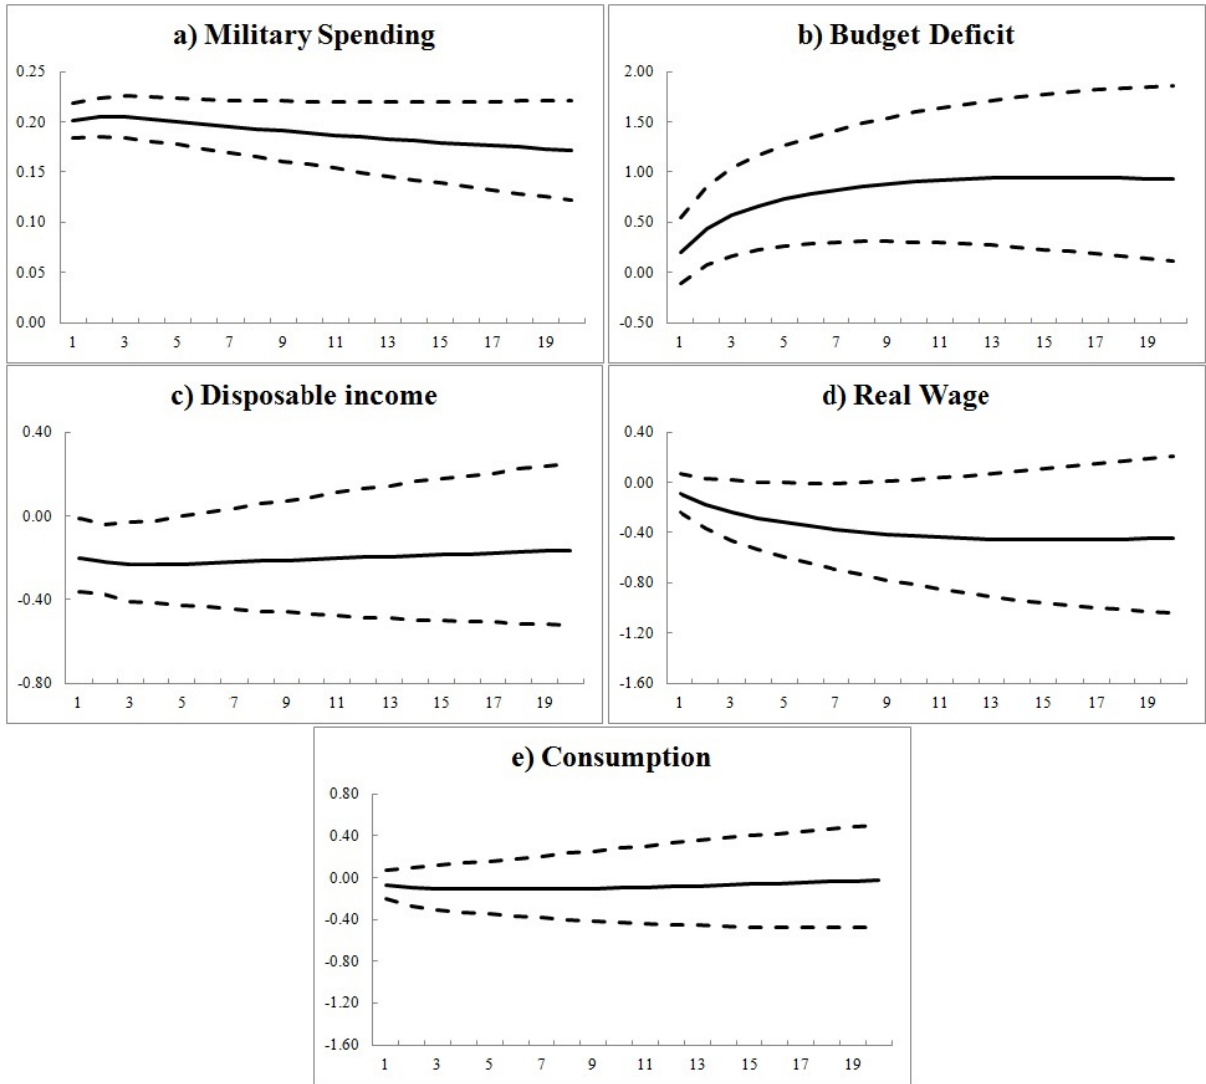 a) Military Spending
0.25
0.20
0.15
0.10
0.05
0.00
1 3 5 7 9 11 13 15 17 19
b) Budget Deficit
2.00
1.50
1.00
0.50
0.00
-0.50
1 3 5 7 9 11 13 15 17 19
c) Disposable income
0.40
0.00
-0.40
-0.80
1 3 5 7 9 11 13 15 17 19
d) Real Wage
0.40
0.00
-0.40
-0.80
-1.20
-1.60
1 3 5 7 9 11 13 15 17 19
e) Consumption
0.80
0.40
0.00
-0.40
-0.80
-1.20
-1.60
1 3 5 7 9 11 13 15 17 19